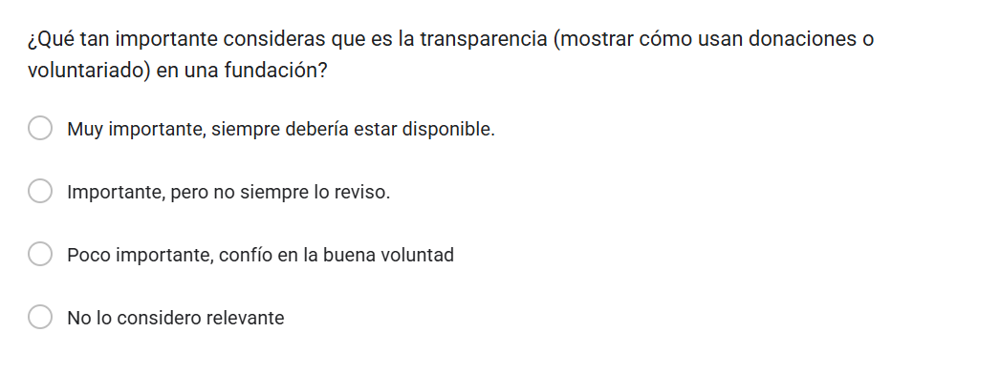 ¿Qué tan importante consideras que es la transparencia (mostrar cómo usan donaciones o
voluntariado) en una fundación?
Muy importante, siempre debería estar disponible.
Importante, pero no siempre lo reviso.
Poco importante, confío en la buena voluntad
No lo considero relevante